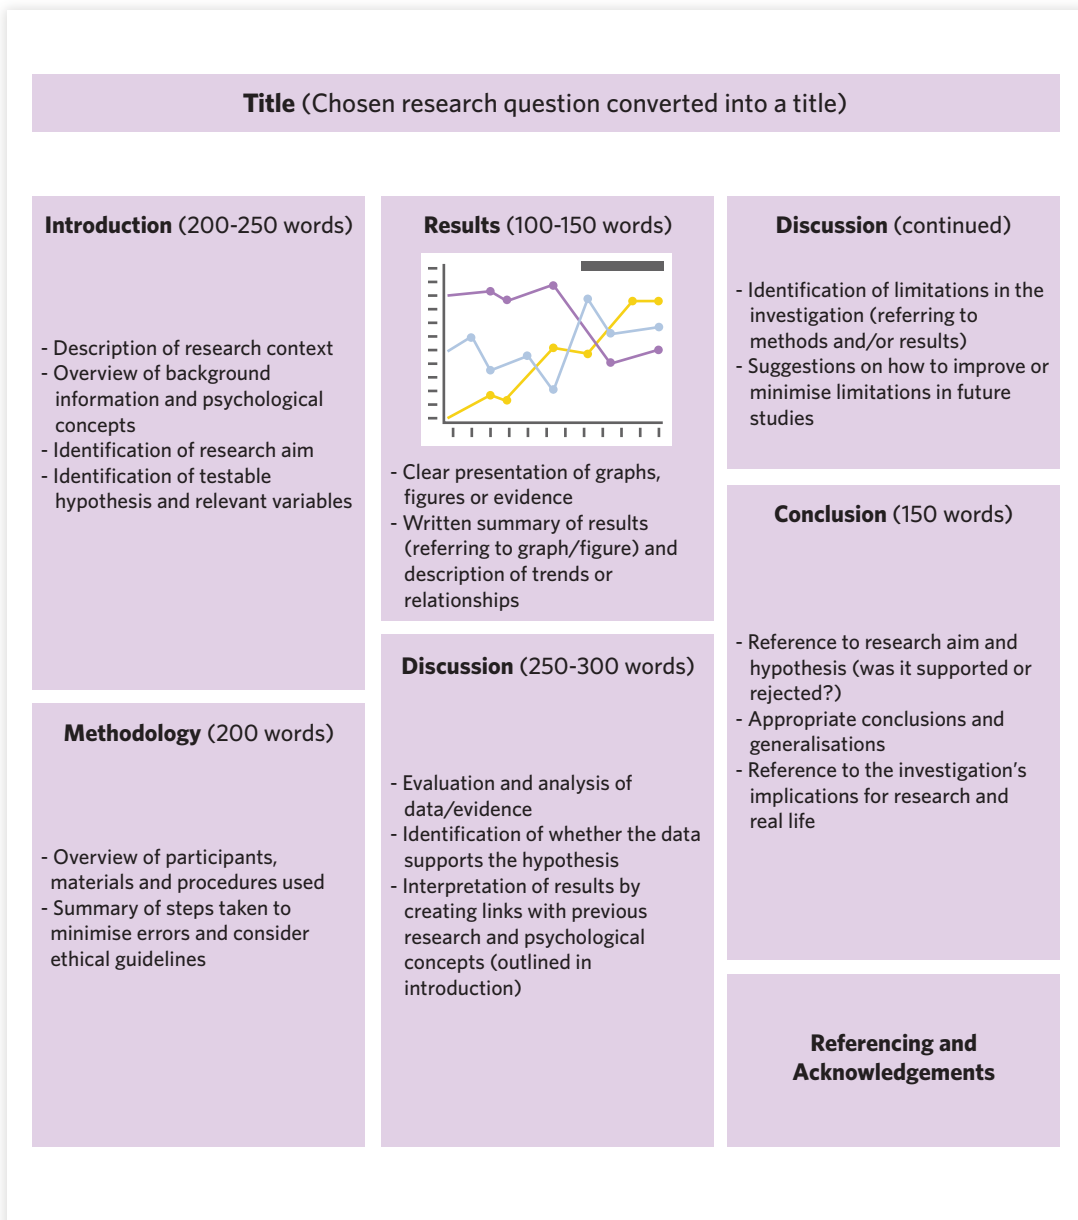 Title (Chosen research question converted into a title)
Introduction (200-250 words)
- Description of research context
- Overview of background
information and psychological
concepts
- Identification of research aim
- Identification of testable
hypothesis and relevant variables
Methodology (200 words)
- Overview of participants,
materials and procedures used
- Summary of steps taken to
minimise errors and consider
ethical guidelines
Results (100-150 words)
- Clear presentation of graphs,
figures or evidence
- Written summary of results
(referring to graph/figure) and
description of trends or
relationships
Discussion (250-300 words)
- Evaluation and analysis of
data/evidence
- Identification of whether the data
supports the hypothesis
- Interpretation of results by
creating links with previous
research and psychological
concepts (outlined in
introduction)
Discussion (continued)
- Identification of limitations in the
investigation (referring to
methods and/or results)
- Suggestions on how to improve or
minimise limitations in future
studies
Conclusion (150 words)
- Reference to research aim and
hypothesis (was it supported or
rejected?)
- Appropriate conclusions and
generalisations
- Reference to the investigation's
implications for research and
real life
Referencing and
Acknowledgements